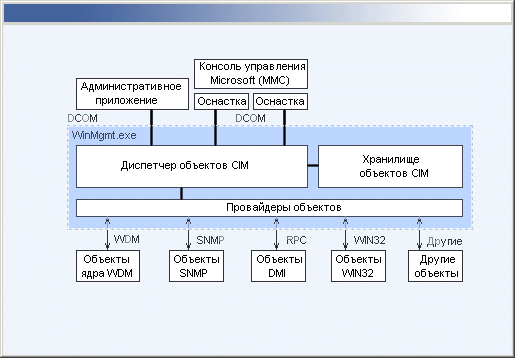 Консоль управления
Microsoft (MMC)
Административное
приложение
Оснастка
Оснастка
DCOM
DCOM
WinMgmt.exe
Диспетчер объектов CIM
Хранилище
объектов CIM
Провайдеры объектов
WDM
SNMP
RPC
WIN32
Другие
Объекты
ядра WDM
Объекты
SNMP
Объекты
DMI
Объекты
WIN32
Другие
объекты